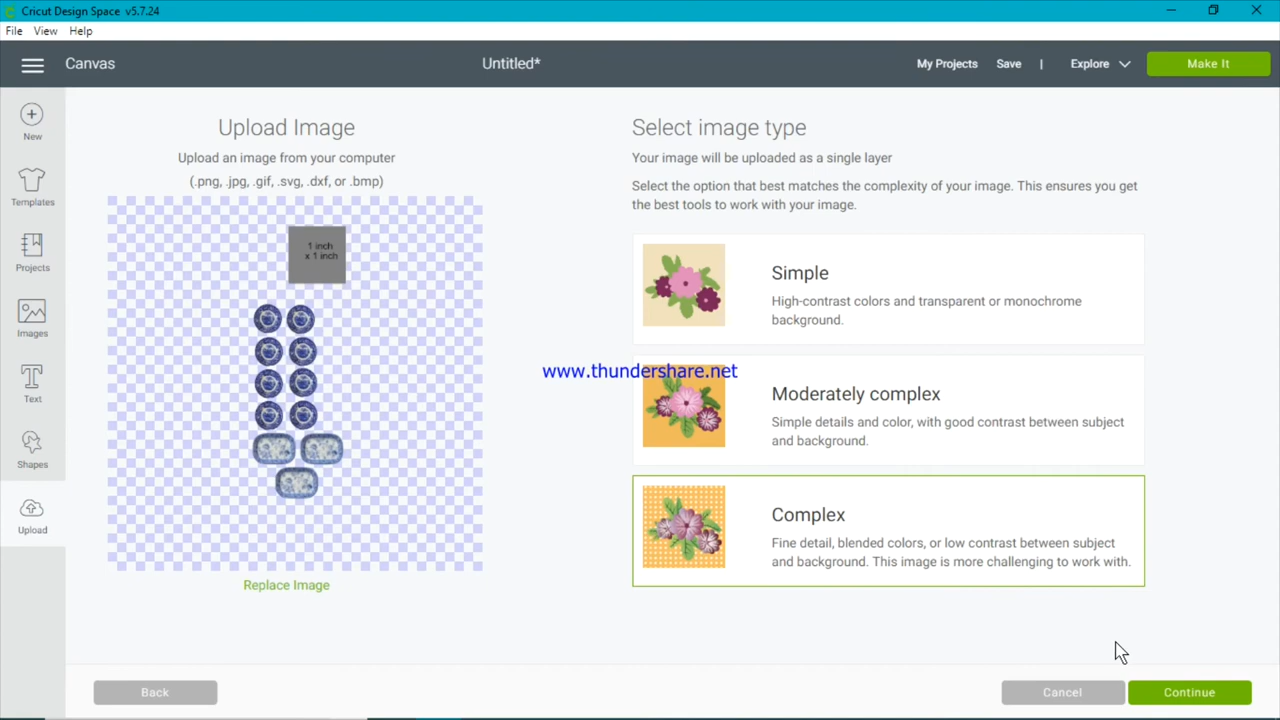 Cricut Design Space v5.7.24
File View Help
Canvas
Untitled*
My Projects Save | Explore Make It
New
Templates
Projects
Images
Text
Shapes
Upload
Upload Image
Upload an image from your computer
(.png, .jpg, .gif, .svg, .dxf, or .bmp)
1 inch
x 1 inch
Replace Image
Select image type
Your image will be uploaded as a single layer
Select the option that best matches the complexity of your image. This ensures you get
the best tools to work with your image.
Simple
High-contrast colors and transparent or monochrome
background.
www.thundershare.net
Moderately complex
Simple details and color, with good contrast between subject
and background.
Complex
Fine detail, blended colors, or low contrast between subject
and background. This image is more challenging to work with.
Back
Cancel
Continue